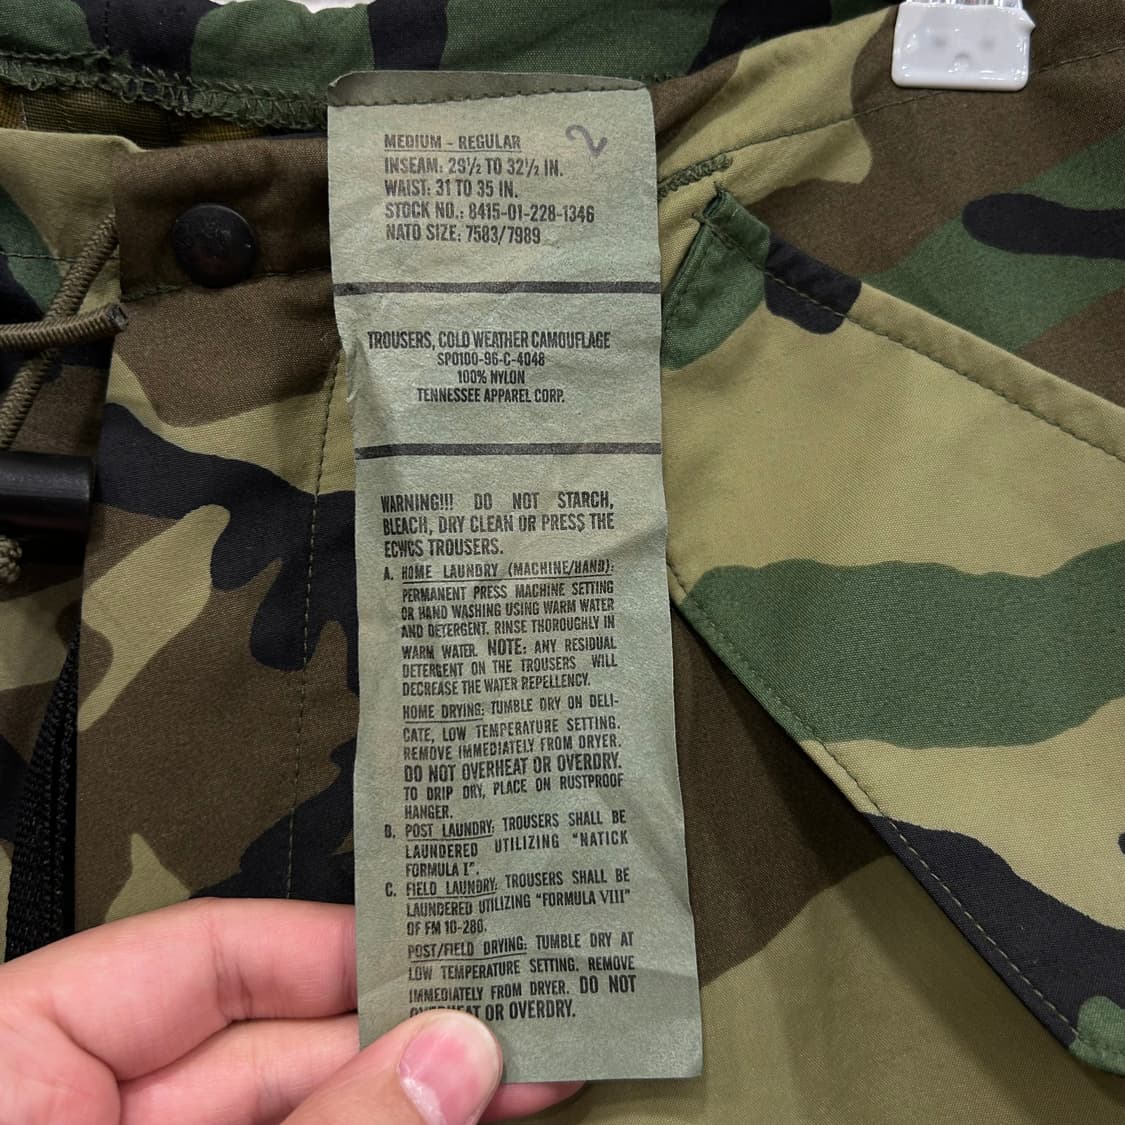 MEDIUM - REGULAR 2
INSEAM: 29½ TO 32½ IN.
WAIST: 31 TO 35 IN.
STOCK NO.: 8415-01-228-1346
NATO SIZE: 7583/7989
TROUSERS, COLD WEATHER CAMOUFLAGE
SPO100-96-C-4048
100% NYLON
TENNESSEE APPAREL CORP.
WARNING!!! DO NOT STARCH,
BLEACH, DRY CLEAN OR PRESS THE
ECWCS TROUSERS.
A. HOME LAUNDRY (MACHINE/HAND):
PERMANENT PRESS MACHINE SETTING
OR HAND WASHING USING WARM WATER
AND DETERGENT. RINSE THOROUGHLY IN
WARM WATER. NOTE: ANY RESIDUAL
DETERGENT ON THE TROUSERS WILL
DECREASE THE WATER REPELLENCY.
HOME DRYING: TUMBLE DRY ON DELI-
CATE, LOW TEMPERATURE SETTING.
REMOVE IMMEDIATELY FROM DRYER.
DO NOT OVERHEAT OR OVERDRY.
TO DRIP DRY, PLACE ON RUSTPROOF
HANGER.
B. POST LAUNDRY: TROUSERS SHALL BE
LAUNDERED UTILIZING "NATICK
FORMULA I".
C. FIELD LAUNDRY: TROUSERS SHALL BE
LAUNDERED UTILIZING "FORMULA VIII"
OF FM 10-280.
POST/FIELD DRYING: TUMBLE DRY AT
LOW TEMPERATURE SETTING. REMOVE
IMMEDIATELY FROM DRYER. DO NOT
OVERHEAT OR OVERDRY.